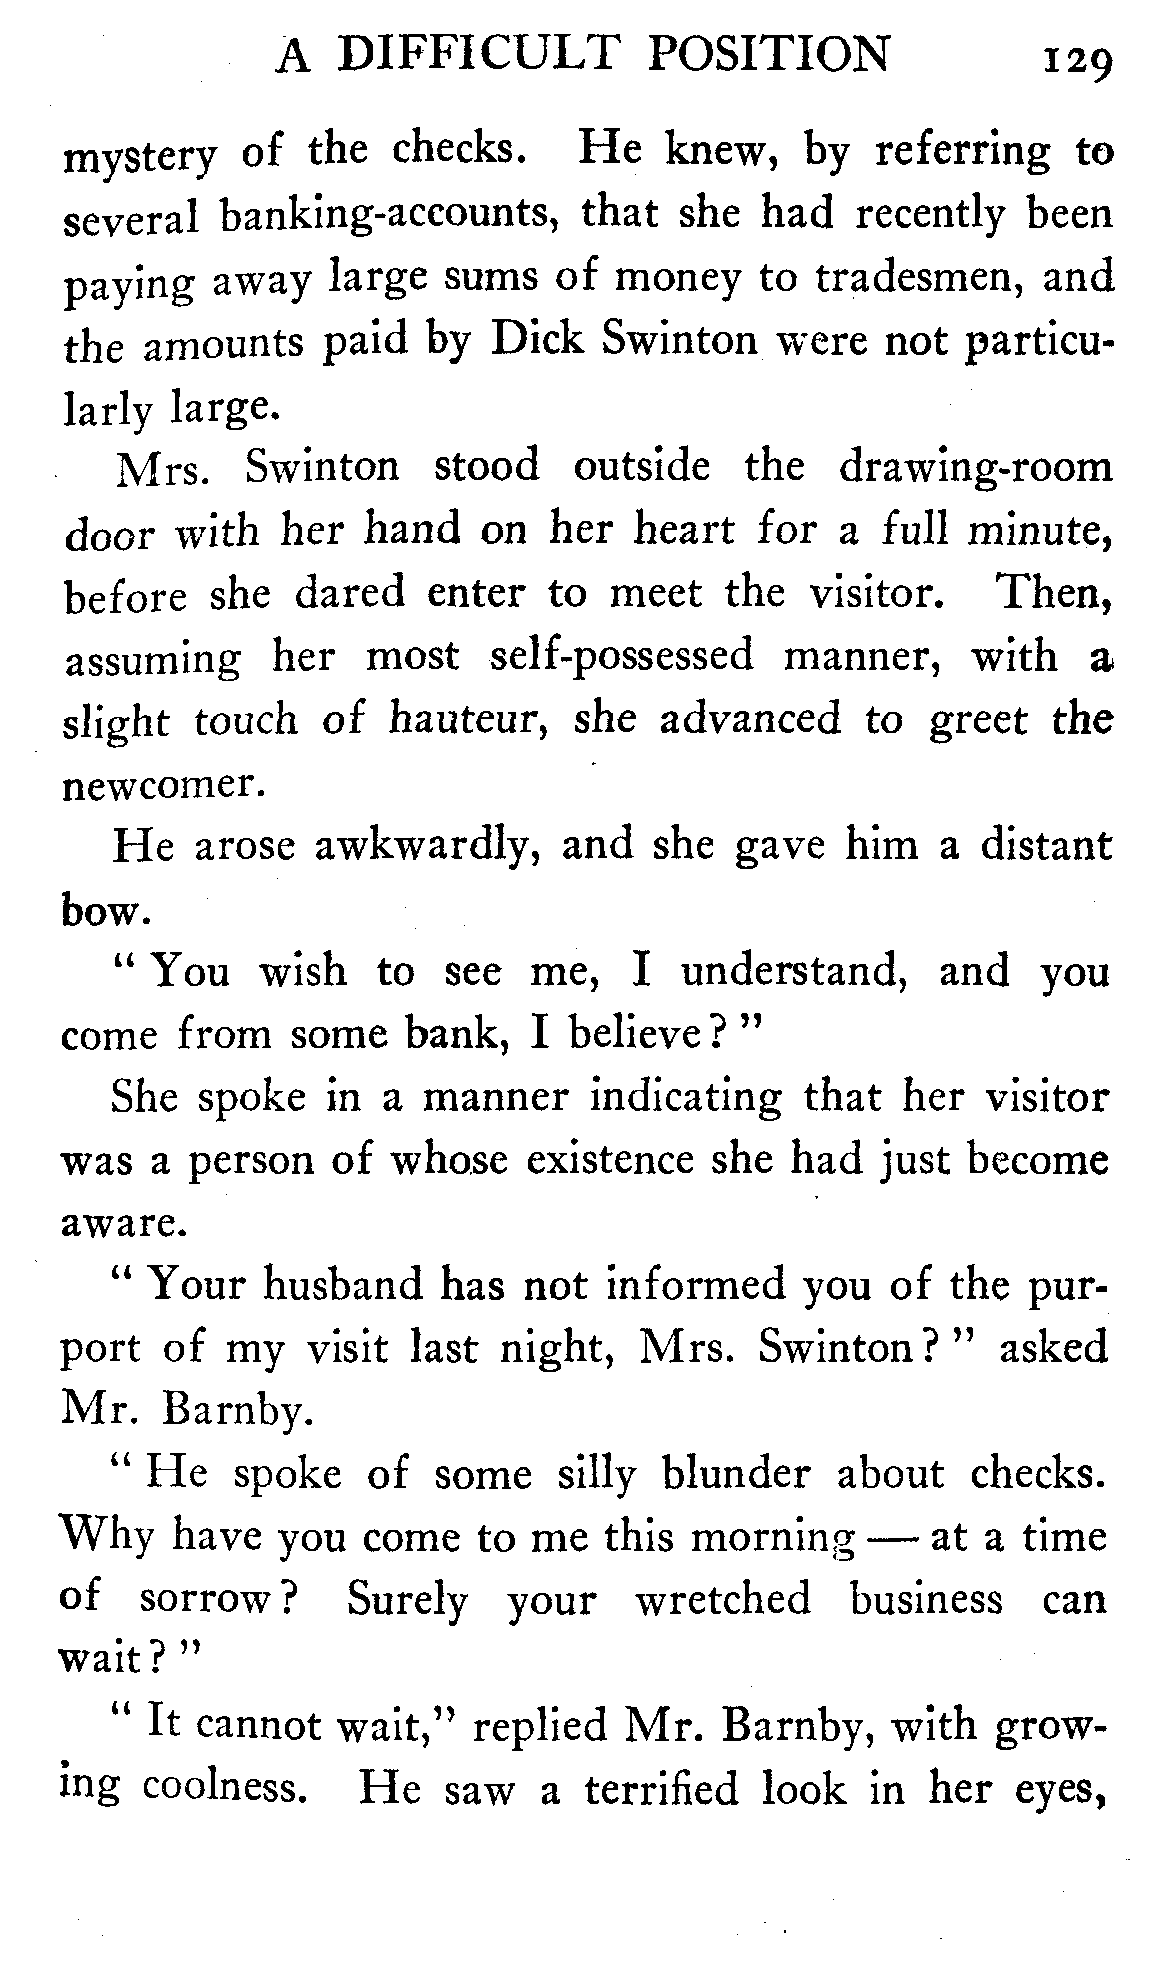 A DIFFICULT POSITION 129
mystery of the checks. He knew, by referring to
several banking-accounts, that she had recently been
paying away large sums of money to tradesmen, and
the amounts paid by Dick Swinton were not particu-
larly large.
Mrs. Swinton stood outside the drawing-room
door with her hand on her heart for a full minute,
before she dared enter to meet the visitor. Then,
assuming her most self-possessed manner, with a
slight touch of hauteur, she advanced to greet the
newcomer.
He arose awkwardly, and she gave him a distant
bow.
“ You wish to see me, I understand, and you
come from some bank, I believe? ”
She spoke in a manner indicating that her visitor
was a person of whose existence she had just become
aware.
“ Your husband has not informed you of the pur-
port of my visit last night, Mrs. Swinton? ” asked
Mr. Barnby.
“ He spoke of some silly blunder about checks.
Why have you come to me this morning — at a time
of sorrow? Surely your wretched business can
wait? ”
“ It cannot wait,” replied Mr. Barnby, with grow-
ing coolness. He saw a terrified look in her eyes,